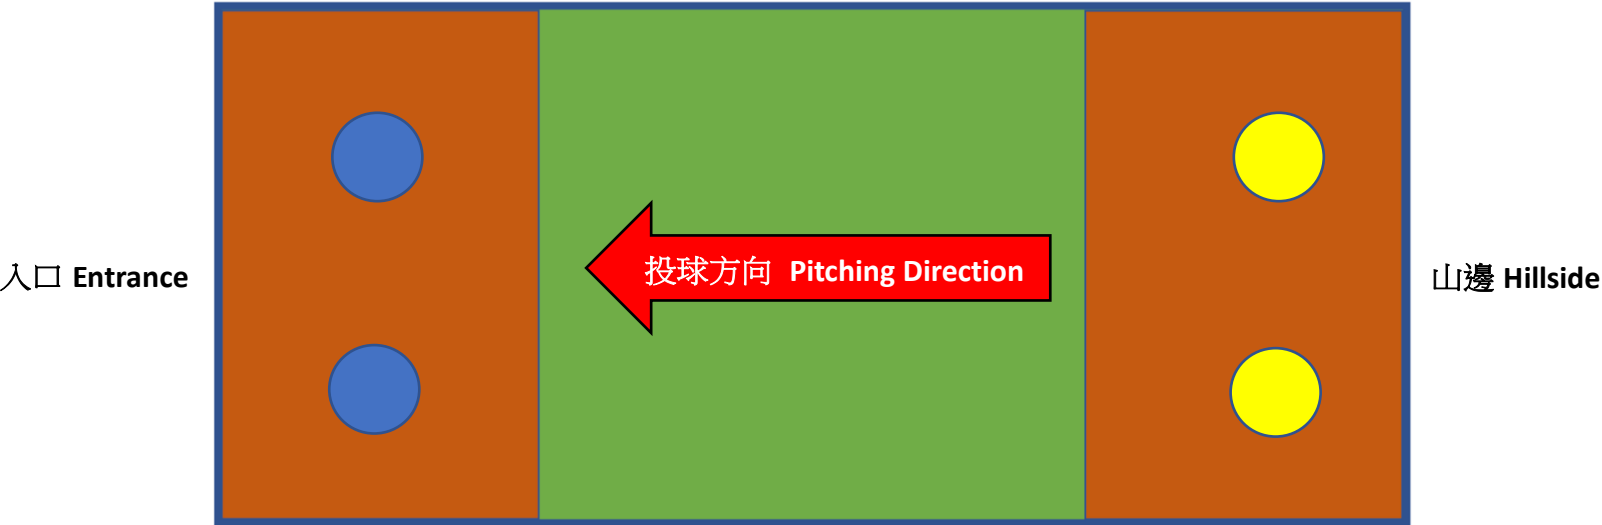 入口 Entrance
投球方向 Pitching Direction
山邊 Hillside